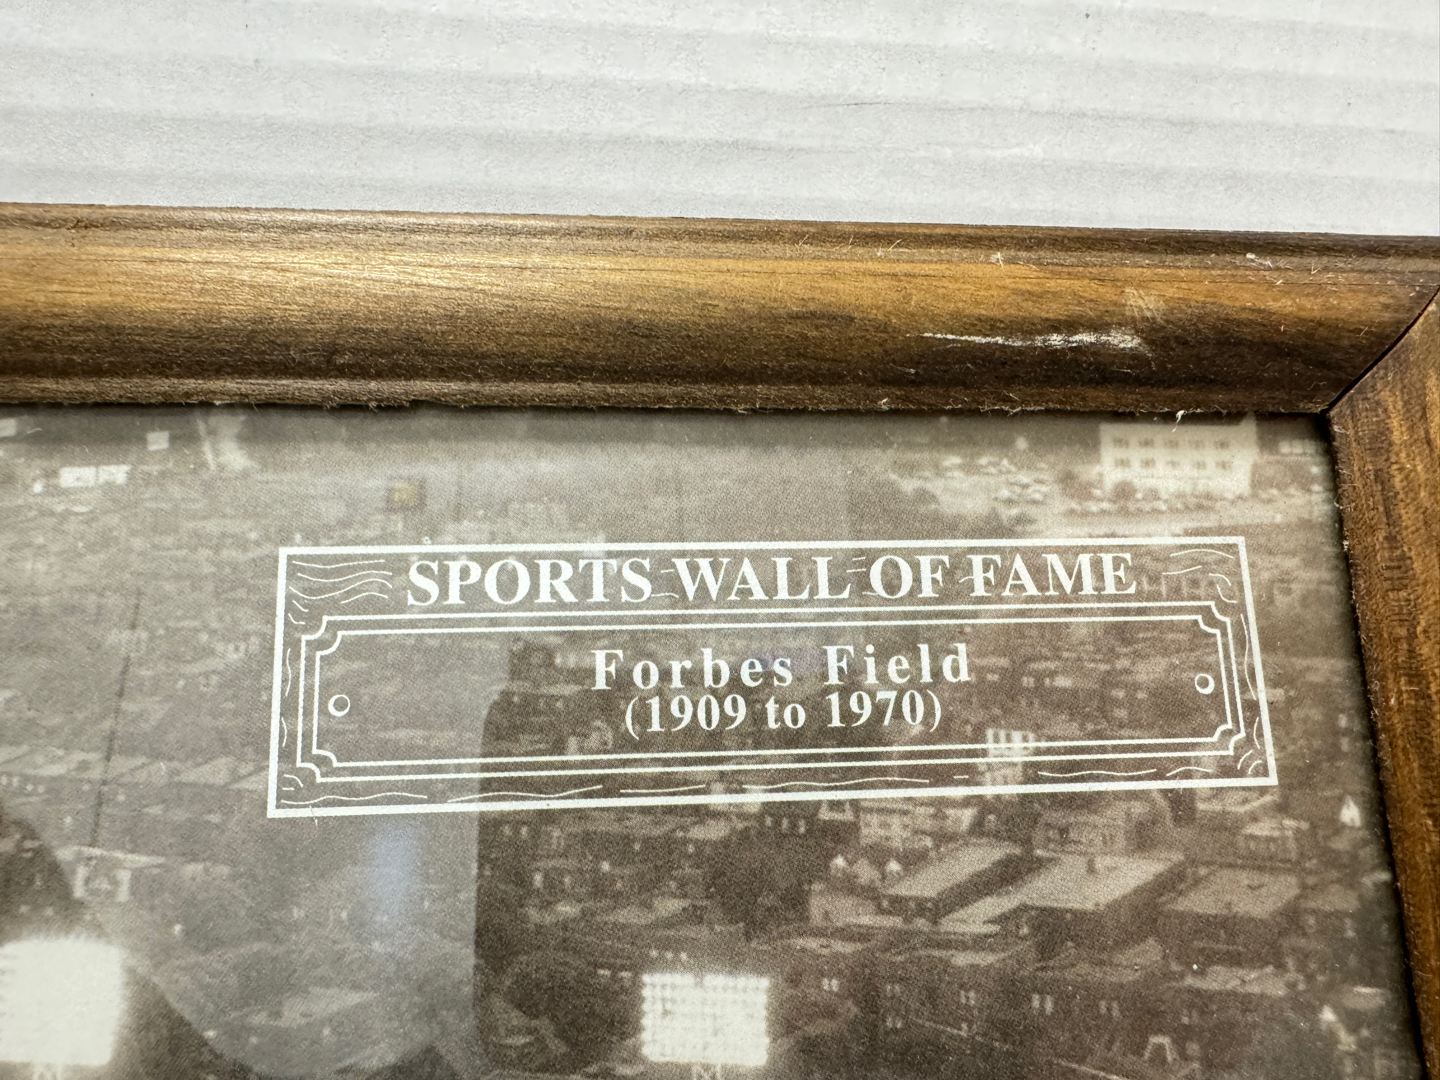 SPORTS WALL OF FAME
Forbes Field
(1909 to 1970)